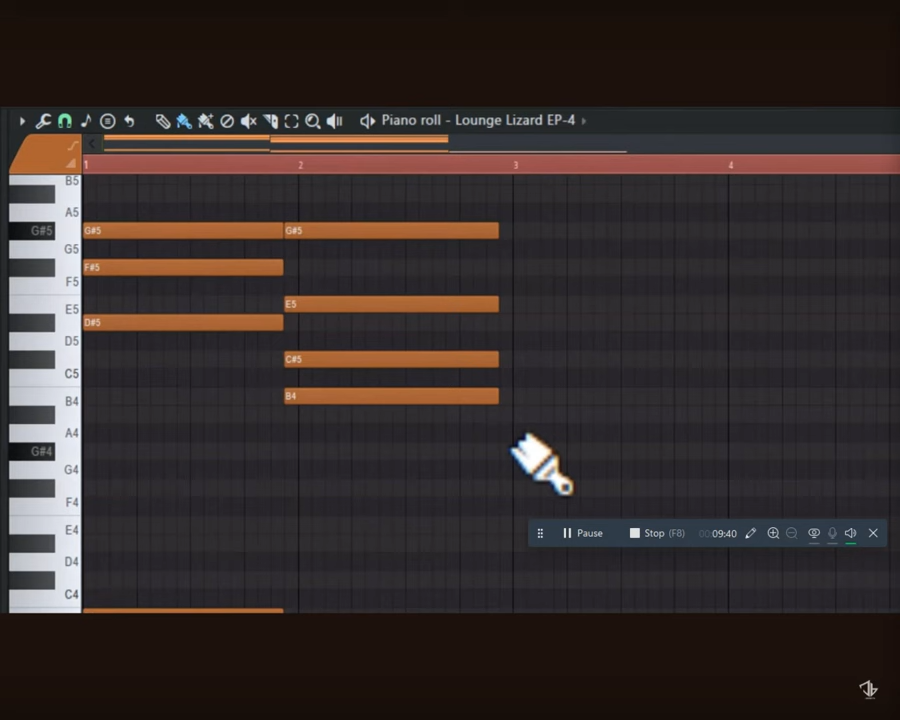 Piano roll - Lounge Lizard EP-4
1 2 3 4
B5
A5
G#5 G#5 G#5
G5
F#5
F5
E5 E5
D#5
D5
C#5
C5
B4 B4
A4
G#4
G4
F4
E4
Pause Stop (F8) 00:09:40
D4
C4